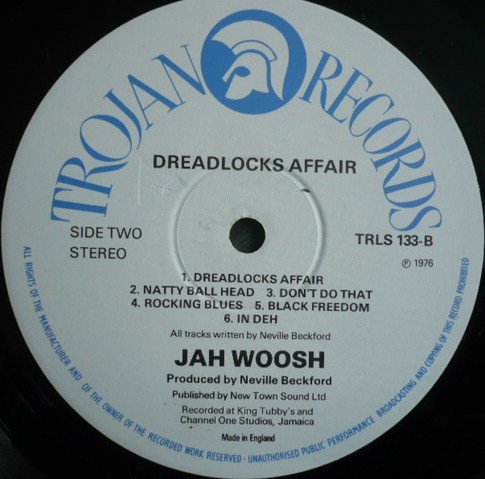 TROJAN RECORDS
DREADLOCKS AFFAIR
SIDE TWO
STEREO
TRLS 133-B
℗ 1976
1. DREADLOCKS AFFAIR
2. NATTY BALL HEAD 3. DON'T DO THAT
4. ROCKING BLUES 5. BLACK FREEDOM
6. IN DEH
All tracks written by Neville Beckford
JAH WOOSH
Produced by Neville Beckford
Published by New Town Sound Ltd
Recorded at King Tubby's and
Channel One Studios, Jamaica
Made in England
ALL RIGHTS OF THE MANUFACTURER AND OF THE OWNER OF THE RECORDED WORK RESERVED · UNAUTHORISED PUBLIC PERFORMANCE BROADCASTING AND COPYING OF THIS RECORD PROHIBITED